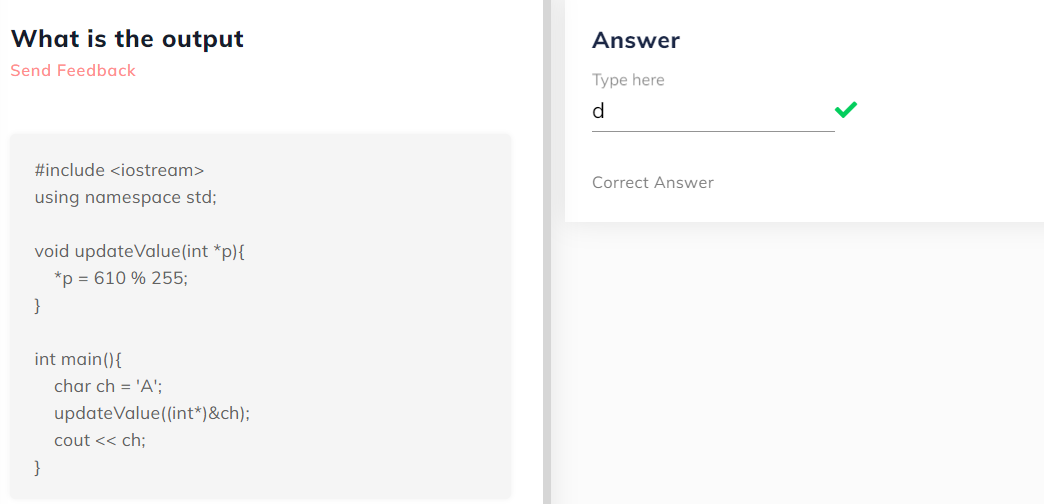 What is the output
Send Feedback
#include <iostream>
using namespace std;
void updateValue(int *p){
*p = 610 % 255;
}
int main(){
char ch = 'A';
updateValue((int*)&ch);
cout << ch;
}
Answer
Type here
d
Correct Answer